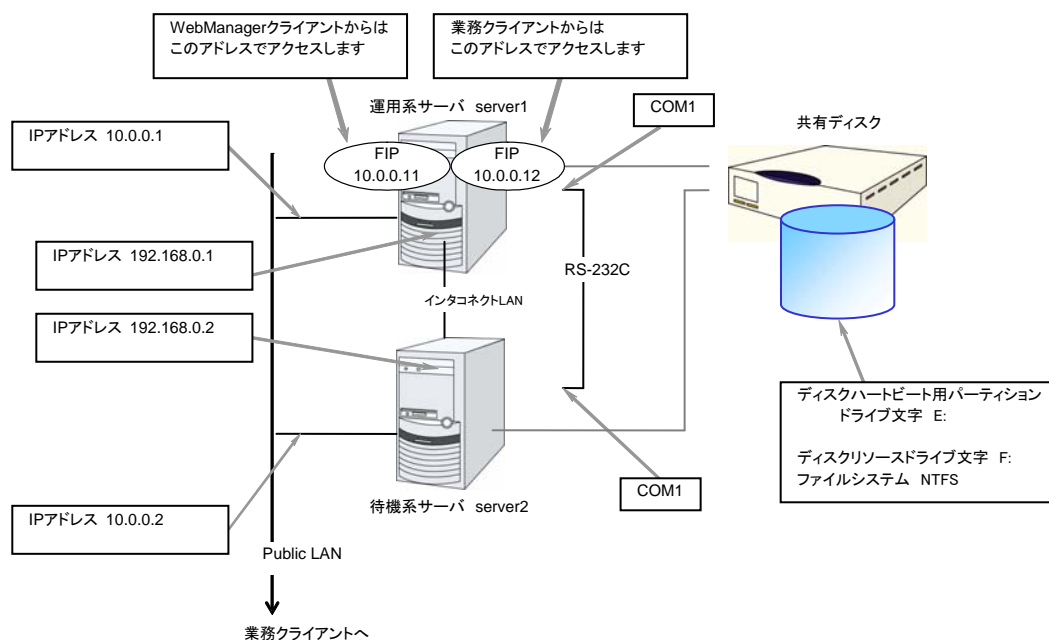 WebManagerクライアントからは
このアドレスでアクセスします
業務クライアントからは
このアドレスでアクセスします
運用系サーバ server1
COM1
共有ディスク
IPアドレス 10.0.0.1
FIP
10.0.0.11
FIP
10.0.0.12
IPアドレス 192.168.0.1
RS-232C
インタコネクトLAN
IPアドレス 192.168.0.2
ディスクハートビート用パーティション
ドライブ文字 E:
ディスクリソースドライブ文字 F:
ファイルシステム NTFS
COM1
待機系サーバ server2
IPアドレス 10.0.0.2
Public LAN
業務クライアントへ